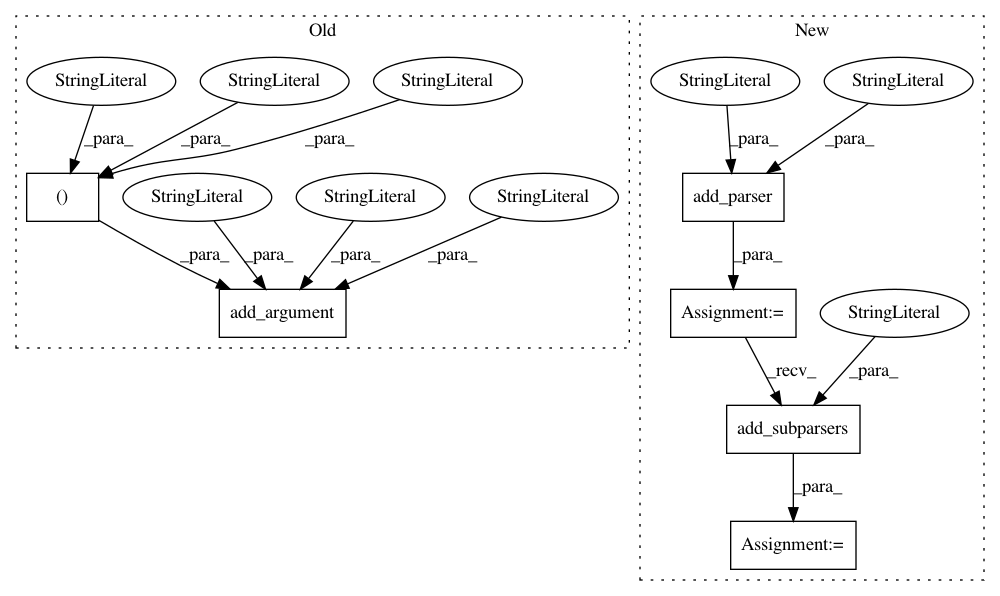 Old
New
StringLiteral
StringLiteral
StringLiteral
StringLiteral
StringLiteral
_para_
_para_
_para_
_para_
_para_
()
StringLiteral
StringLiteral
StringLiteral
add_parser
_para_
_para_
_para_
_para_
_para_
add_argument
Assignment:=
StringLiteral
_recv_
_para_
add_subparsers
_para_
Assignment:=